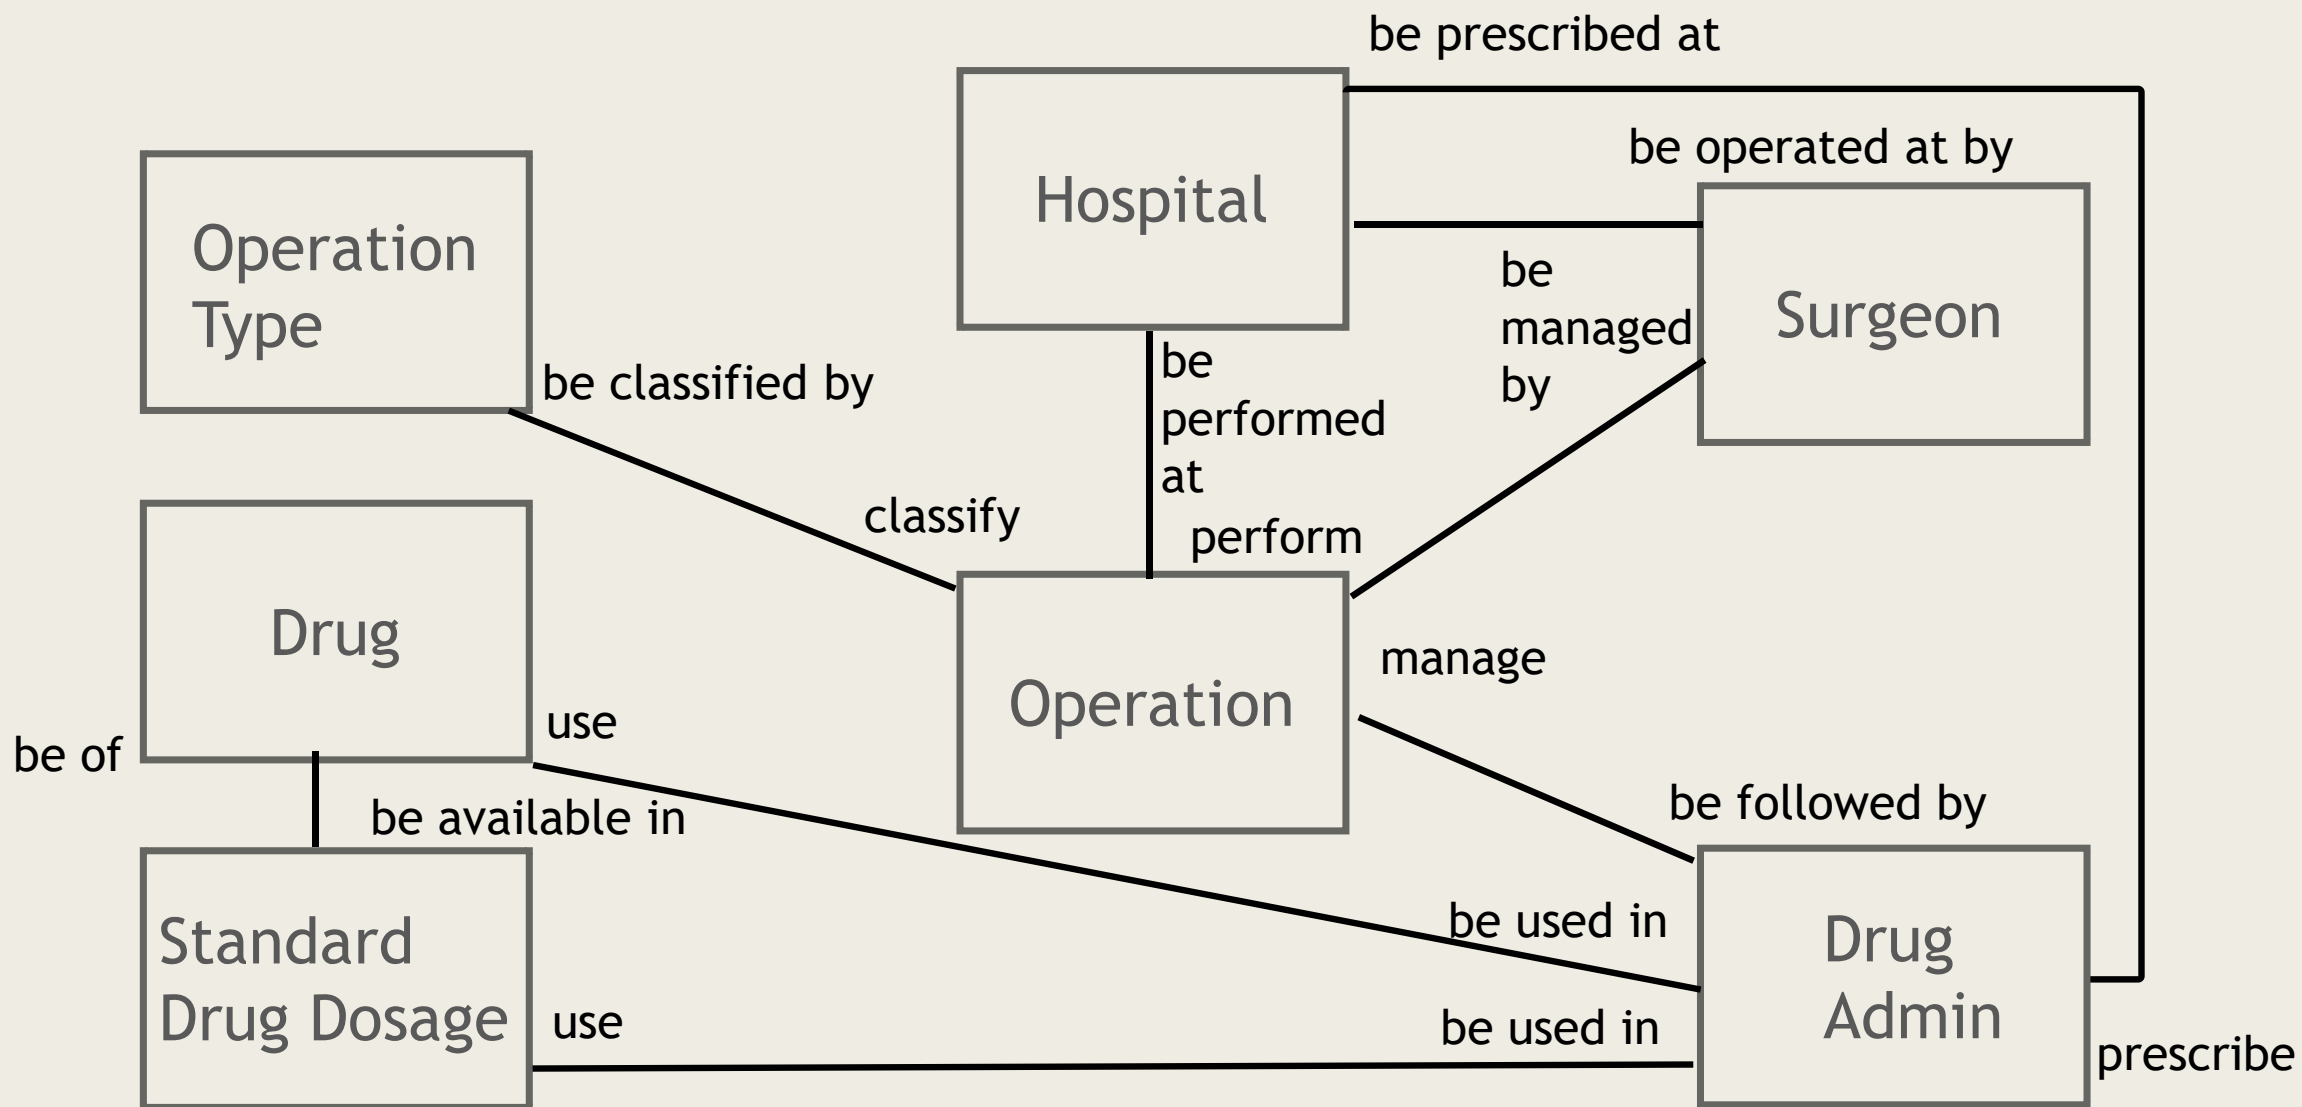 be prescribed at
Hospital
be operated at by
Operation
Type
be
managed
by
Surgeon
be classified by
be
performed
at
classify
perform
Drug
Operation
manage
use
be of
be available in
be followed by
Standard
Drug Dosage
use
be used in
be used in
Drug
Admin
prescribe